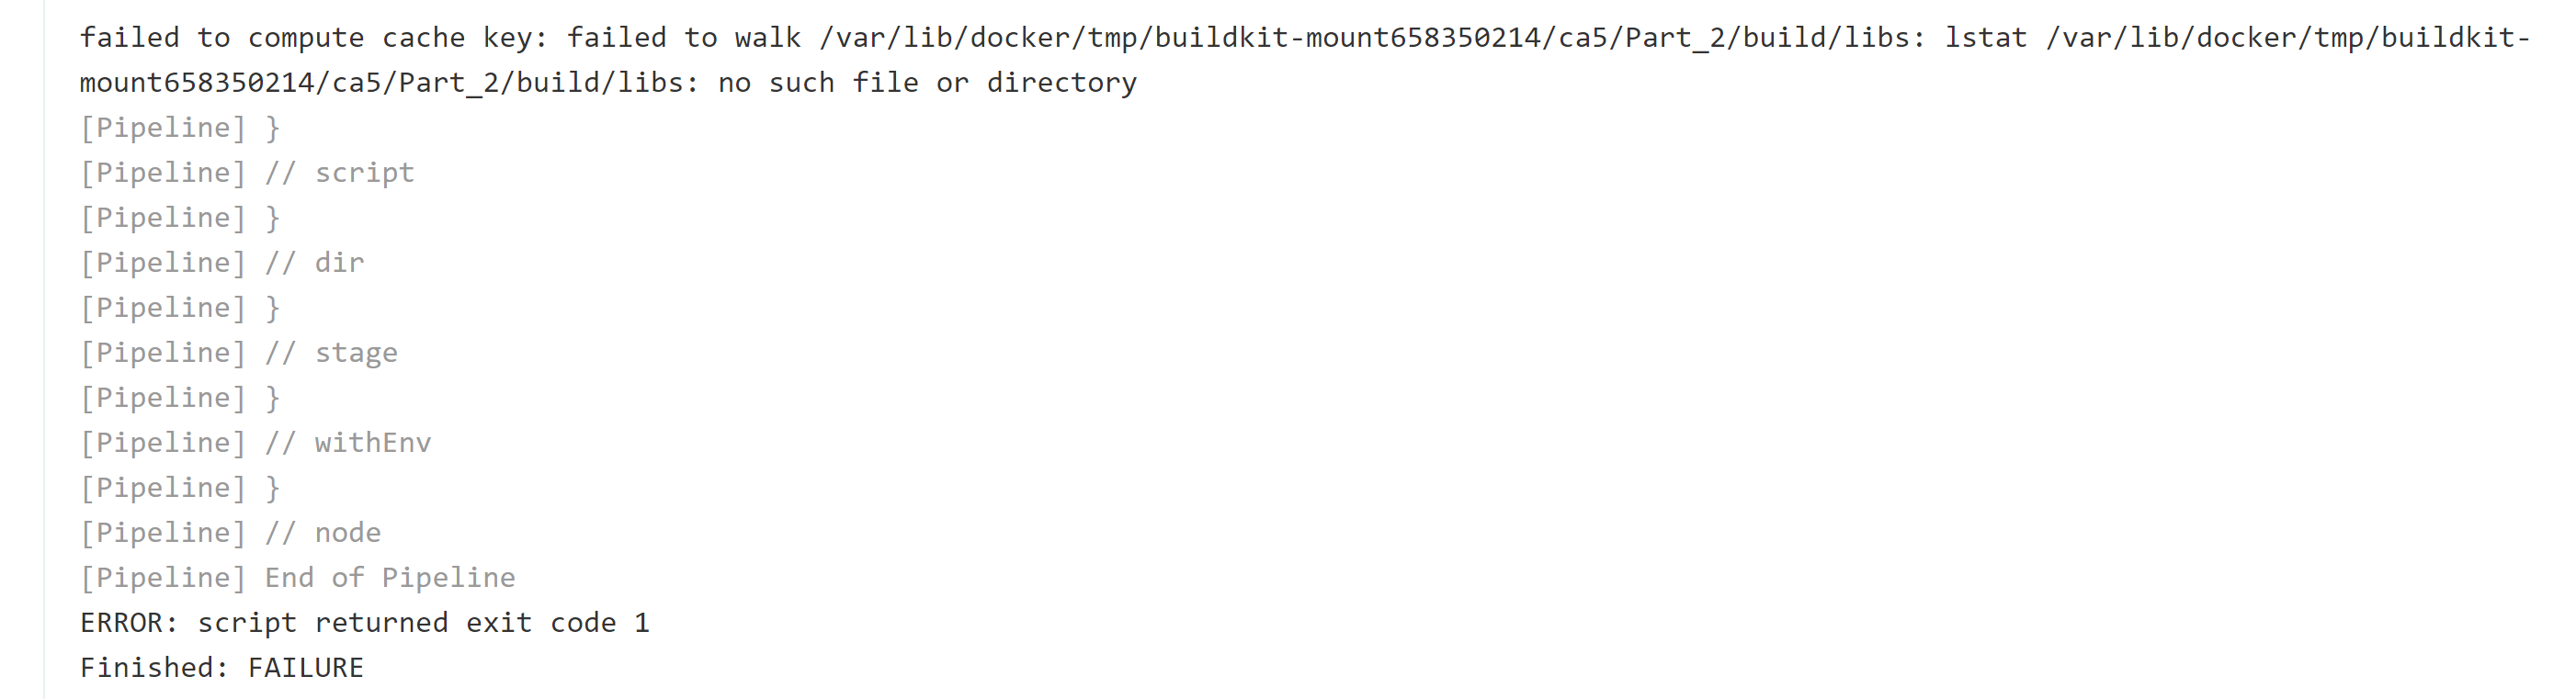 failed to compute cache key: failed to walk /var/lib/docker/tmp/buildkit-mount658350214/ca5/Part_2/build/libs: lstat /var/lib/docker/tmp/buildkit-
mount658350214/ca5/Part_2/build/libs: no such file or directory
[Pipeline] }
[Pipeline] // script
[Pipeline] }
[Pipeline] // dir
[Pipeline] }
[Pipeline] // stage
[Pipeline] }
[Pipeline] // withEnv
[Pipeline] }
[Pipeline] // node
[Pipeline] End of Pipeline
ERROR: script returned exit code 1
Finished: FAILURE